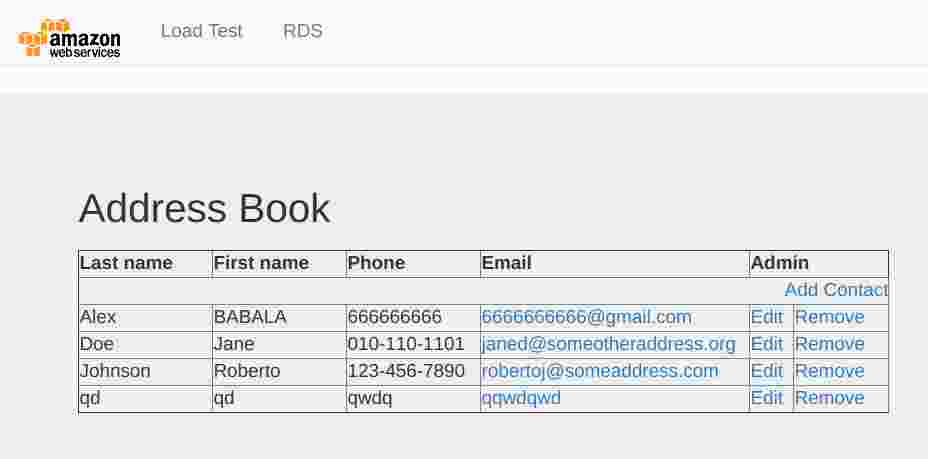 amazon
web services
Load Test RDS
Address Book
Last name First name Phone Email Admin
Add Contact
Alex BABALA 666666666 6666666666@gmail.com Edit Remove
Doe Jane 010-110-1101 janed@someotheraddress.org Edit Remove
Johnson Roberto 123-456-7890 robertoj@someaddress.com Edit Remove
qd qd qwdq qqwdqwd Edit Remove